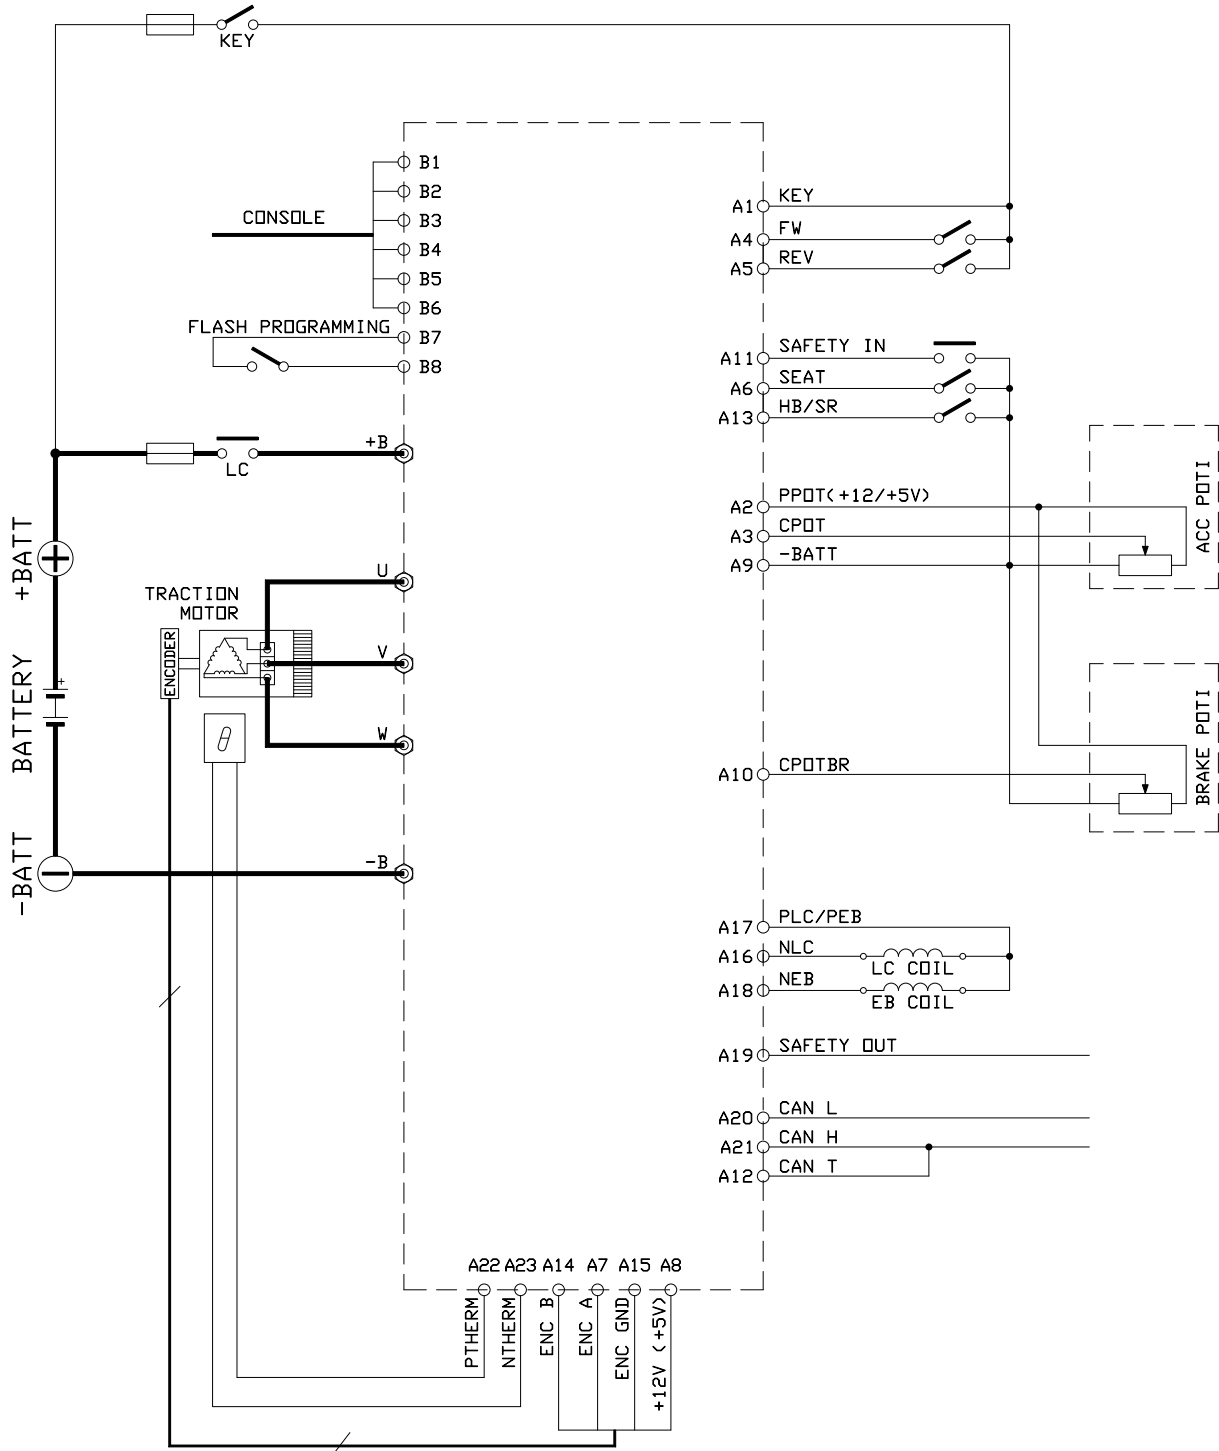 KEY
B1
B2
CONSOLE
B3
B4
B5
B6
FLASH PROGRAMMING
B7
B8
A1 KEY
A4 FW
A5 REV
A11 SAFETY IN
A6 SEAT
A13 HB/SR
+B
LC
A2 PPOT(+12/+5V)
A3 CPOT
A9 -BATT
ACC POTI
+BATT
U
TRACTION
MOTOR
ENCODER
V
BATTERY
+
W
BRAKE POTI
A10 CPOTBR
-BATT
-B
A17 PLC/PEB
A16 NLC
LC COIL
A18 NEB
EB COIL
A19 SAFETY OUT
A20 CAN L
A21 CAN H
A12 CAN T
A22 A23 A14 A7 A15 A8
PTHERM
NTHERM
ENC B
ENC A
ENC GND
+12V (+5V)